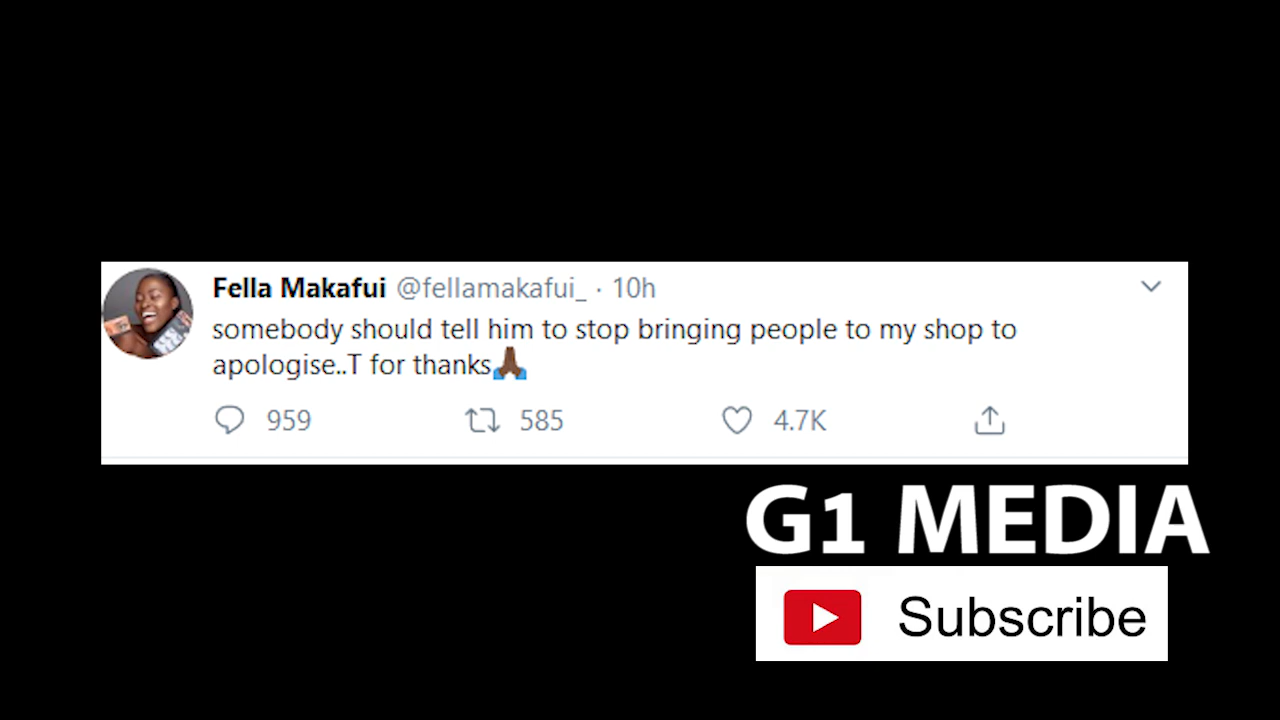 Fella Makafui @fellamakafui_ · 10h
somebody should tell him to stop bringing people to my shop to
apologise..T for thanks🙏🏾
959 585 4.7K
G1 MEDIA
Subscribe